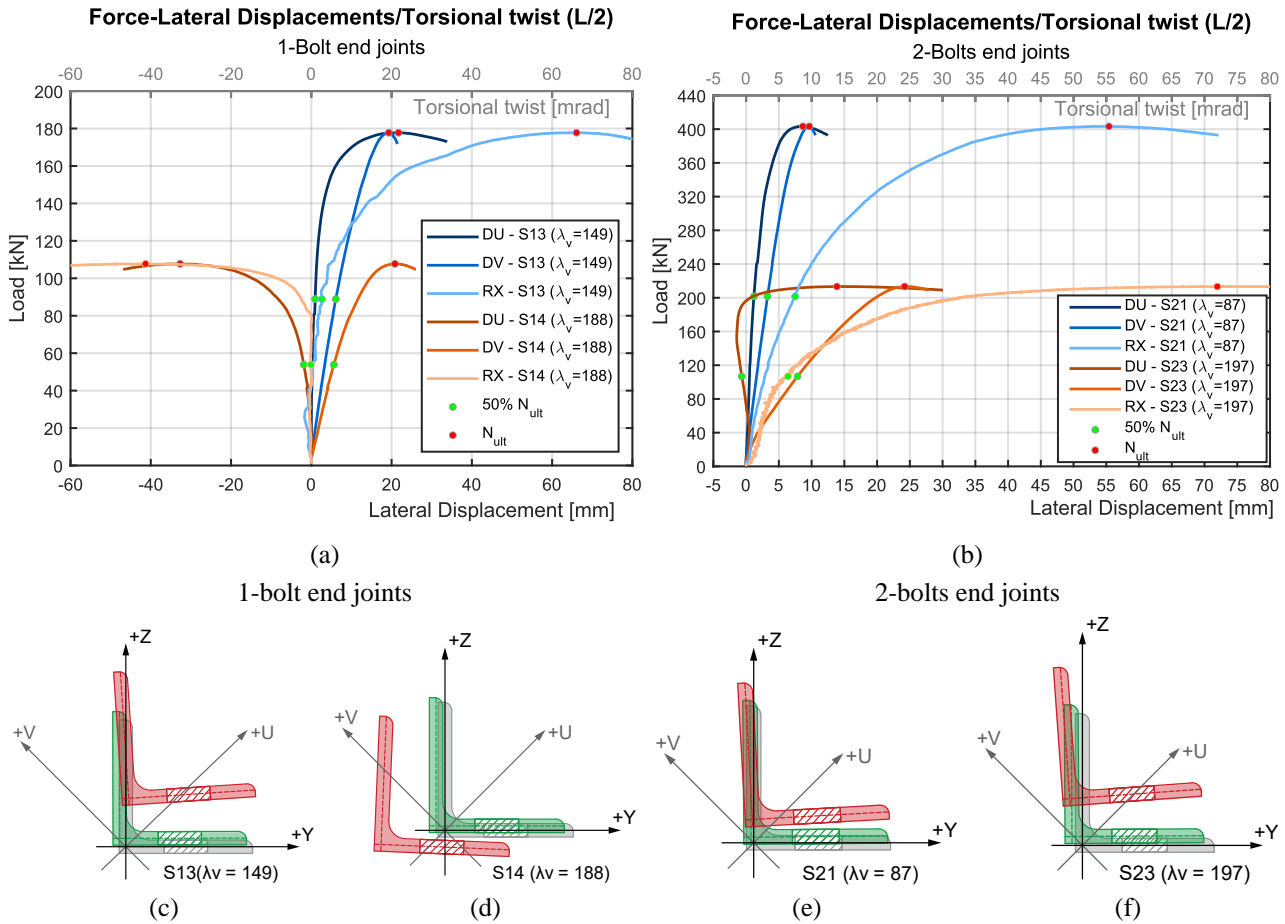 Force-Lateral Displacements/Torsional twist (L/2)
1-Bolt end joints
-60 -40 -20 0 20 40 60 80
Torsional twist [mrad]
200
180
160
140
120
100
80
60
40
20
0
Load [kN]
DU - S13 (λv=149)
DV - S13 (λv=149)
RX - S13 (λv=149)
DU - S14 (λv=188)
DV - S14 (λv=188)
RX - S14 (λv=188)
50% Nult
Nult
-60 -40 -20 0 20 40 60 80
Lateral Displacement [mm]
(a)
Force-Lateral Displacements/Torsional twist (L/2)
2-Bolts end joints
-5 0 5 10 15 20 25 30 35 40 45 50 55 60 65 70 75 80
Torsional twist [mrad]
440
400
360
320
280
240
200
160
120
80
40
0
Load [kN]
DU - S21 (λv=87)
DV - S21 (λv=87)
RX - S21 (λv=87)
DU - S23 (λv=197)
DV - S23 (λv=197)
RX - S23 (λv=197)
50% Nult
Nult
-5 0 5 10 15 20 25 30 35 40 45 50 55 60 65 70 75 80
Lateral Displacement [mm]
(b)
1-bolt end joints
2-bolts end joints
+Z
+V
+U
+Y
S13(λv = 149)
(c)
+Z
+V
+U
+Y
S14 (λv = 188)
(d)
+Z
+V
+U
+Y
S21 (λv = 87)
(e)
+Z
+V
+U
+Y
S23 (λv = 197)
(f)